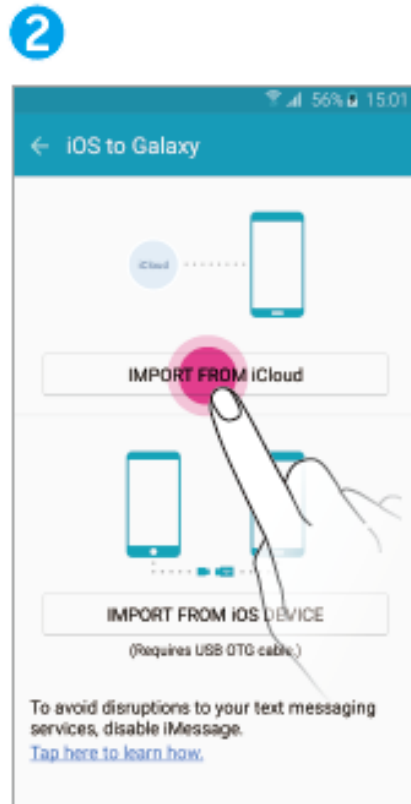 2
56% 15:01
iOS to Galaxy
iCloud
IMPORT FROM iCloud
IMPORT FROM iOS DEVICE
(Requires USB OTG cable.)
To avoid disruptions to your text messaging
services, disable iMessage.
Tap here to learn how.